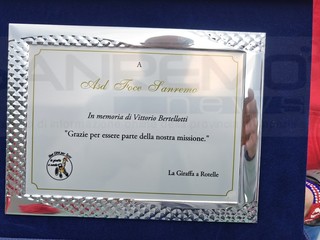 A
Asd Foce Sanremo
In memoria di Vittorio Bertellotti
"Grazie per essere parte della nostra missione."
La Giraffa a Rotelle